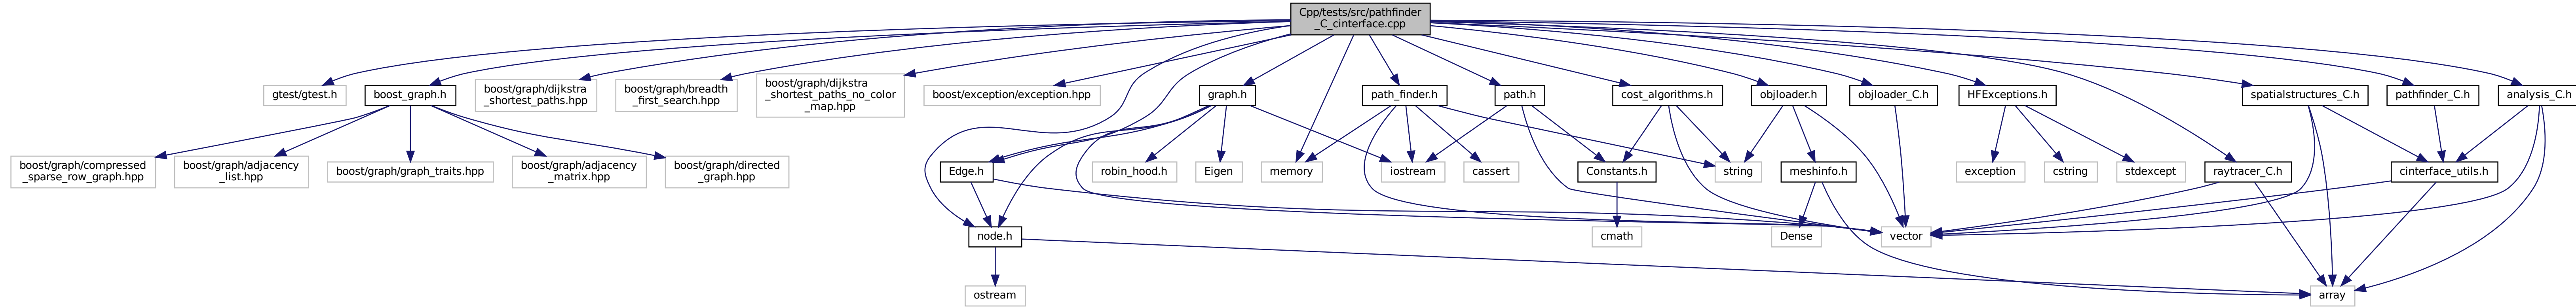 Cpp/tests/src/pathfinder
_C_cinterface.cpp
gtest/gtest.h
boost_graph.h
boost/graph/dijkstra
_shortest_paths.hpp
boost/graph/breadth
_first_search.hpp
boost/graph/dijkstra
_shortest_paths_no_color
_map.hpp
boost/exception/exception.hpp
graph.h
path_finder.h
path.h
cost_algorithms.h
objloader.h
objloader_C.h
HFExceptions.h
spatialstructures_C.h
pathfinder_C.h
analysis_C.h
boost/graph/compressed
_sparse_row_graph.hpp
boost/graph/adjacency
_list.hpp
boost/graph/graph_traits.hpp
boost/graph/adjacency
_matrix.hpp
boost/graph/directed
_graph.hpp
Edge.h
robin_hood.h
Eigen
memory
iostream
cassert
Constants.h
string
meshinfo.h
exception
cstring
stdexcept
raytracer_C.h
cinterface_utils.h
node.h
cmath
Dense
vector
ostream
array